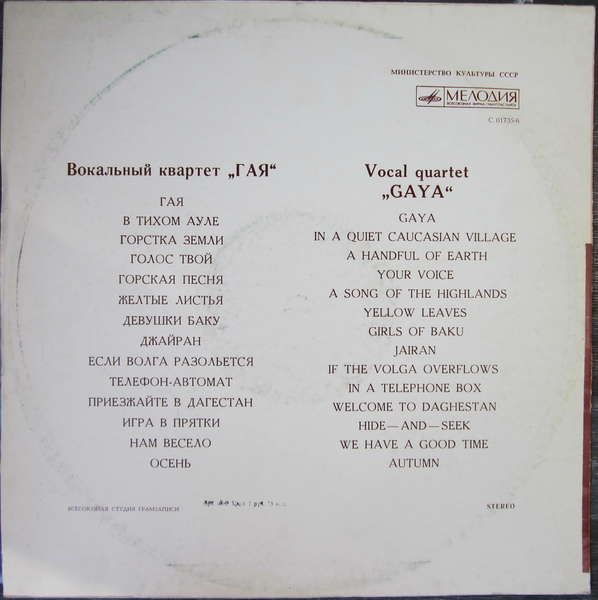 МИНИСТЕРСТВО КУЛЬТУРЫ СССР
МЕЛОДИЯ
ВСЕСОЮЗНАЯ ФИРМА ГРАМПЛАСТИНОК
С 01735-6
Вокальный квартет „ГАЯ“
ГАЯ
В ТИХОМ АУЛЕ
ГОРСТКА ЗЕМЛИ
ГОЛОС ТВОЙ
ГОРСКАЯ ПЕСНЯ
ЖЕЛТЫЕ ЛИСТЬЯ
ДЕВУШКИ БАКУ
ДЖАЙРАН
ЕСЛИ ВОЛГА РАЗОЛЬЕТСЯ
ТЕЛЕФОН-АВТОМАТ
ПРИЕЗЖАЙТЕ В ДАГЕСТАН
ИГРА В ПРЯТКИ
НАМ ВЕСЕЛО
ОСЕНЬ
Vocal quartet
„GAYA“
GAYA
IN A QUIET CAUCASIAN VILLAGE
A HANDFUL OF EARTH
YOUR VOICE
A SONG OF THE HIGHLANDS
YELLOW LEAVES
GIRLS OF BAKU
JAIRAN
IF THE VOLGA OVERFLOWS
IN A TELEPHONE BOX
WELCOME TO DAGHESTAN
HIDE—AND—SEEK
WE HAVE A GOOD TIME
AUTUMN
ВСЕСОЮЗНАЯ СТУДИЯ ГРАМЗАПИСИ
STEREO